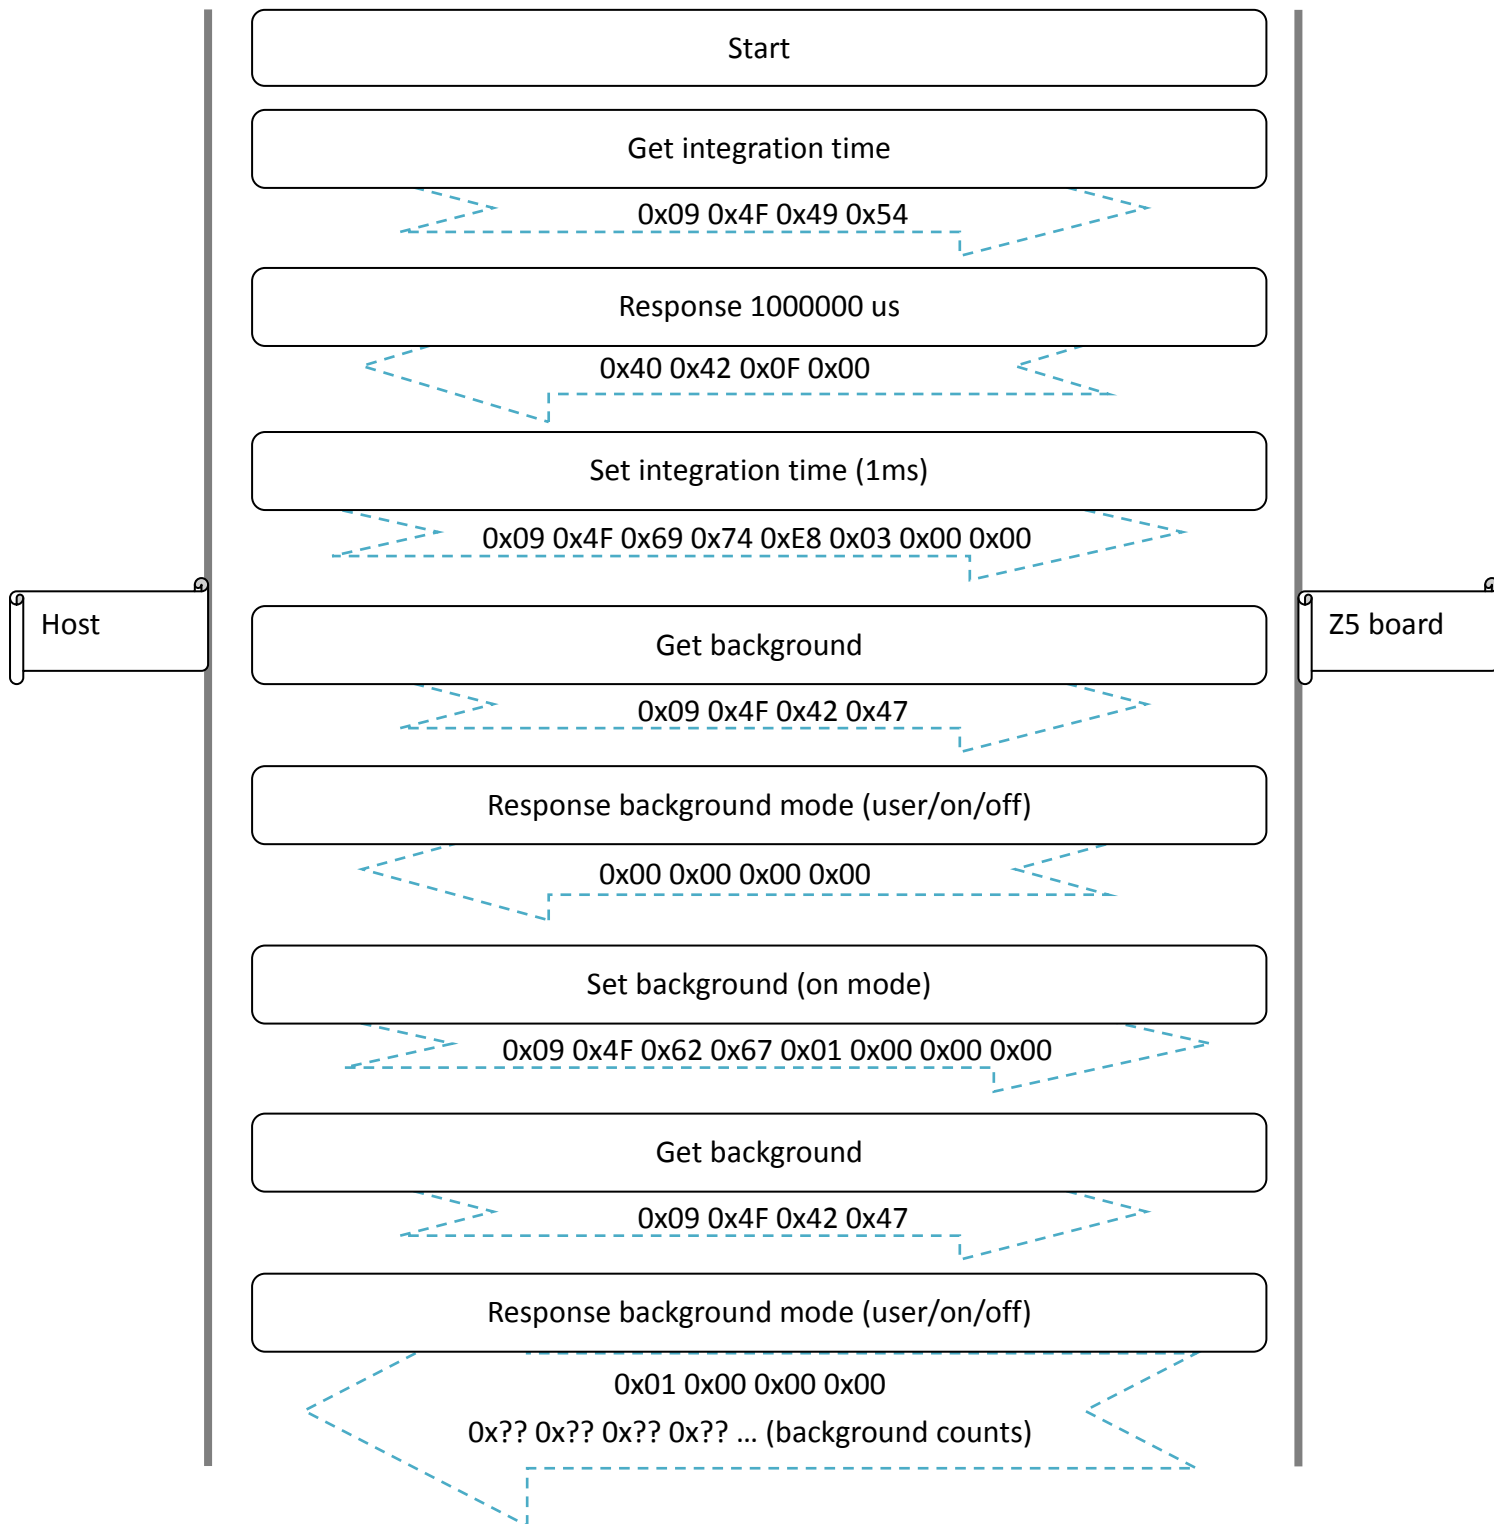 Start
Get integration time
0x09 0x4F 0x49 0x54
Response 1000000 us
0x40 0x42 0x0F 0x00
Set integration time (1ms)
0x09 0x4F 0x69 0x74 0xE8 0x03 0x00 0x00
Host
Z5 board
Get background
0x09 0x4F 0x42 0x47
Response background mode (user/on/off)
0x00 0x00 0x00 0x00
Set background (on mode)
0x09 0x4F 0x62 0x67 0x01 0x00 0x00 0x00
Get background
0x09 0x4F 0x42 0x47
Response background mode (user/on/off)
0x01 0x00 0x00 0x00
0x?? 0x?? 0x?? 0x?? … (background counts)